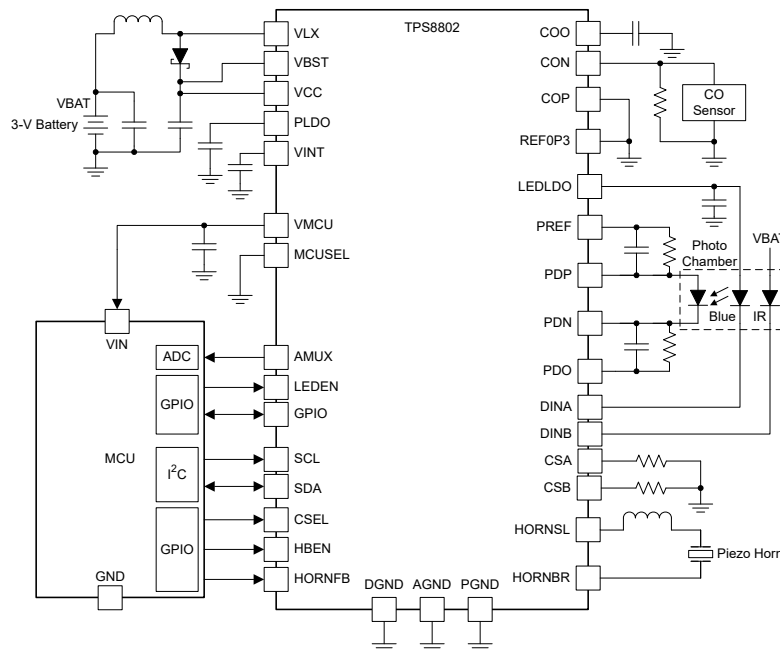 TPS8802
VLX
VBST
VCC
PLDO
VINT
VMCU
MCUSEL
AMUX
LEDEN
GPIO
SCL
SDA
CSEL
HBEN
HORNFB
DGND
AGND
PGND
COO
CON
COP
REF0P3
LEDLDO
PREF
PDP
PDN
PDO
DINA
DINB
CSA
CSB
HORNSL
HORNBR
VBAT
3-V Battery
VIN
ADC
GPIO
MCU
I2C
GPIO
GND
CO
Sensor
Photo
Chamber
VBAT
Blue
IR
Piezo Horn